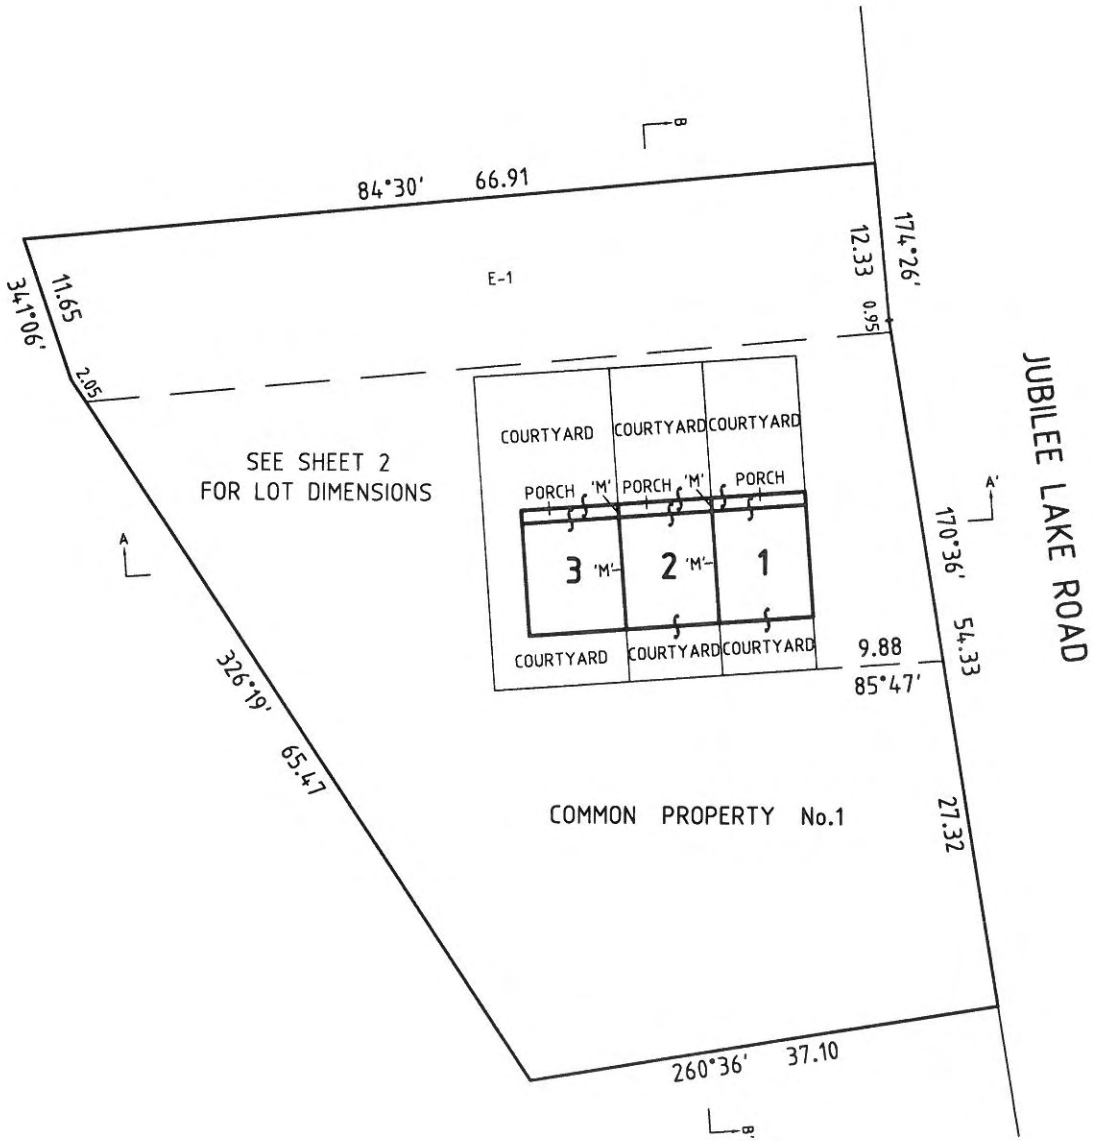 B
84°30' 66.91
174°26'
12.33 0.95
11.65
341°06'
E-1
2.05
JUBILEE LAKE ROAD
COURTYARD COURTYARD COURTYARD
SEE SHEET 2
FOR LOT DIMENSIONS
PORCH 'M' PORCH 'M' PORCH
A'
A
3 'M' 2 'M' 1
170°36' 54.33
COURTYARD COURTYARD COURTYARD
9.88
85°47'
326°19' 65.47
COMMON PROPERTY No.1
27.32
260°36' 37.10
B'